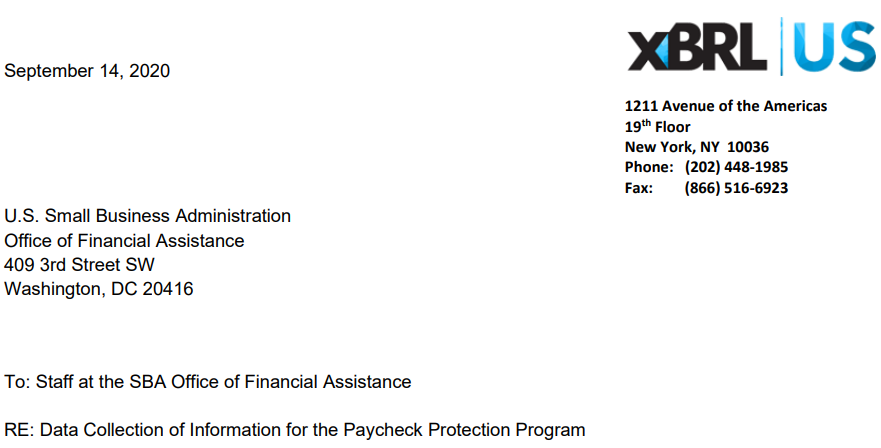 xBRL US
September 14, 2020
1211 Avenue of the Americas
19th Floor
New York, NY 10036
Phone: (202) 448-1985
Fax: (866) 516-6923
U.S. Small Business Administration
Office of Financial Assistance
409 3rd Street SW
Washington, DC 20416
To: Staff at the SBA Office of Financial Assistance
RE: Data Collection of Information for the Paycheck Protection Program